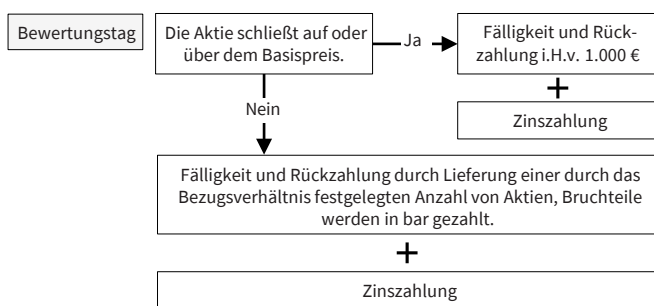 Bewertungstag
Die Aktie schließt auf oder
über dem Basispreis.
Ja
Fälligkeit und Rück-
zahlung i.H.v. 1.000 €
+
Zinszahlung
Nein
Fälligkeit und Rückzahlung durch Lieferung einer durch das
Bezugsverhältnis festgelegten Anzahl von Aktien, Bruchteile
werden in bar gezahlt.
+
Zinszahlung